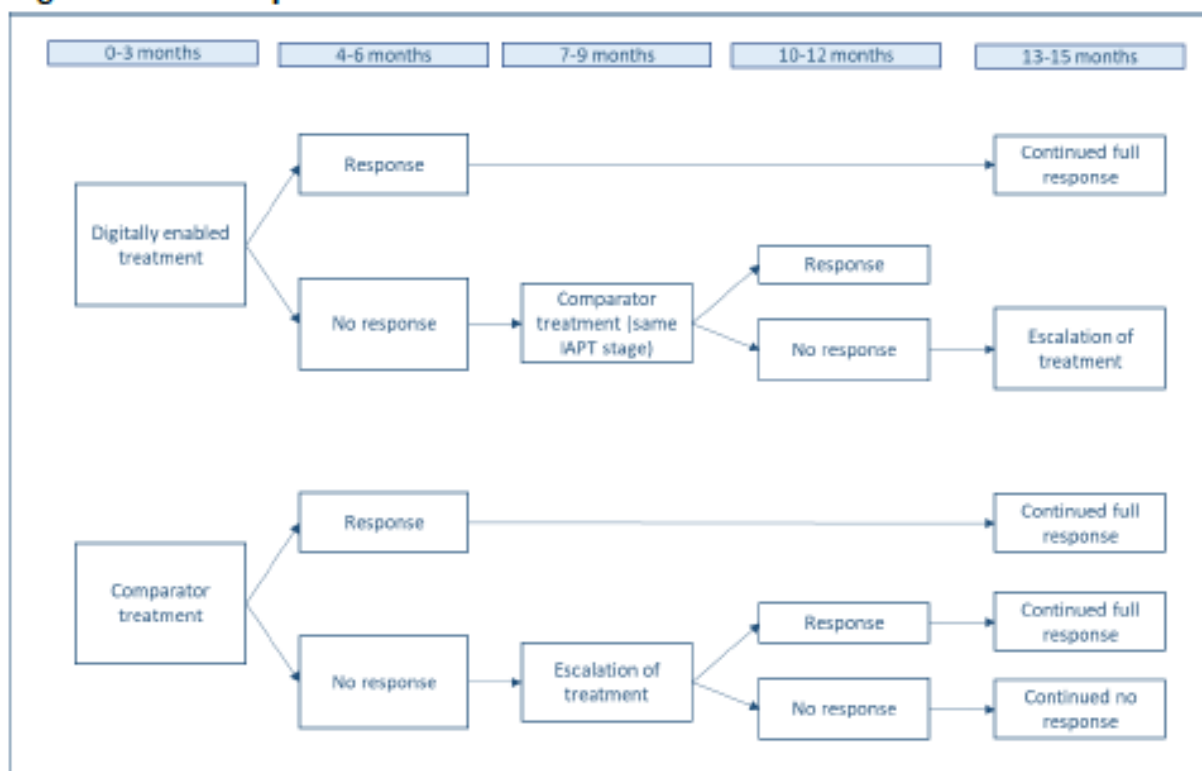 0-3 months
4-6 months
7-9 months
10-12 months
13-15 months
Response
Continued full
response
Digitally enabled
treatment
Response
No response
Comparator
treatment (same
IAPT stage)
No response
Escalation of
treatment
Response
Continued full
response
Comparator
treatment
Response
Continued full
response
No response
Escalation of
treatment
No response
Continued no
response